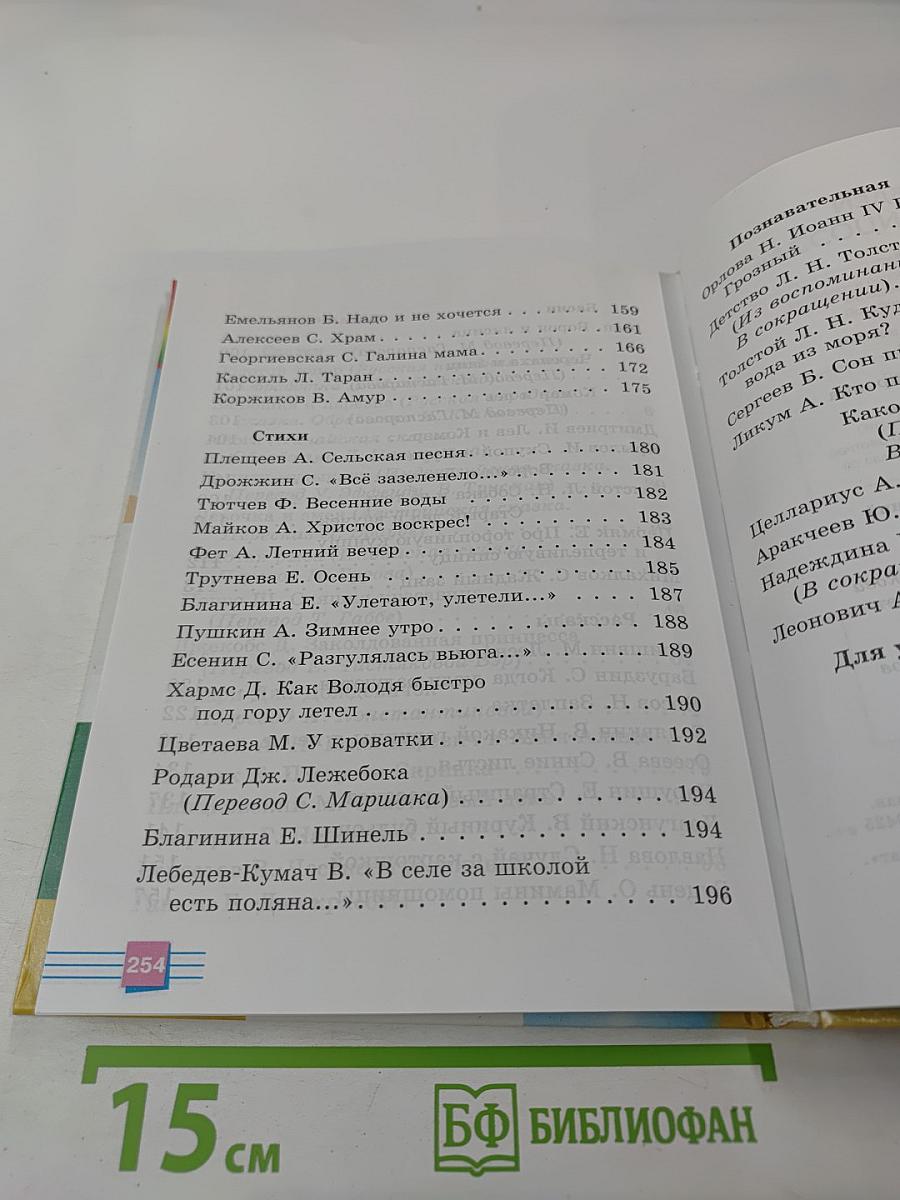 Емельянов Б. Надо и не хочется . . . . . 159
Алексеев С. Храм . . . . . . . . . . . . . . . 161
Георгиевская С. Галина мама . . . . . . . . . 166
Кассиль Л. Таран . . . . . . . . . . . . . . . 172
Коржиков В. Амур . . . . . . . . . . . . . . . 175
Стихи
Плещеев А. Сельская песня . . . . . . . . . . 180
Дрожжин С. «Всё зазеленело...» . . . . . . . 181
Тютчев Ф. Весенние воды . . . . . . . . . . 182
Майков А. Христос воскрес! . . . . . . . . . 183
Фет А. Летний вечер . . . . . . . . . . . . . 184
Трутнева Е. Осень . . . . . . . . . . . . . . 185
Благинина Е. «Улетают, улетели...» . . . . 187
Пушкин А. Зимнее утро . . . . . . . . . . . . 188
Есенин С. «Разгулялась вьюга...» . . . . . . 189
Хармс Д. Как Володя быстро
под гору летел . . . . . . . . . . . . . . . 190
Цветаева М. У кроватки . . . . . . . . . . . . 192
Родари Дж. Лежебока
(Перевод С. Маршака) . . . . . . . . . . . 194
Благинина Е. Шинель . . . . . . . . . . . . 194
Лебедев-Кумач В. «В селе за школой
есть поляна...» . . . . . . . . . . . . . . . . 196
254
Познавательная
Орлова Н. Иоанн IV
Грозный . . . .
Детство Л. Н.
(Из
В сокращении).
Толстой Л. Н.
вода из моря?
Сергеев Б. Сон
Ликум А. Кто
Целлариус А.
Аракчеев Ю.
Надеждина
(В
Леонович
Для
15 см
БФ БИБЛИОФАН